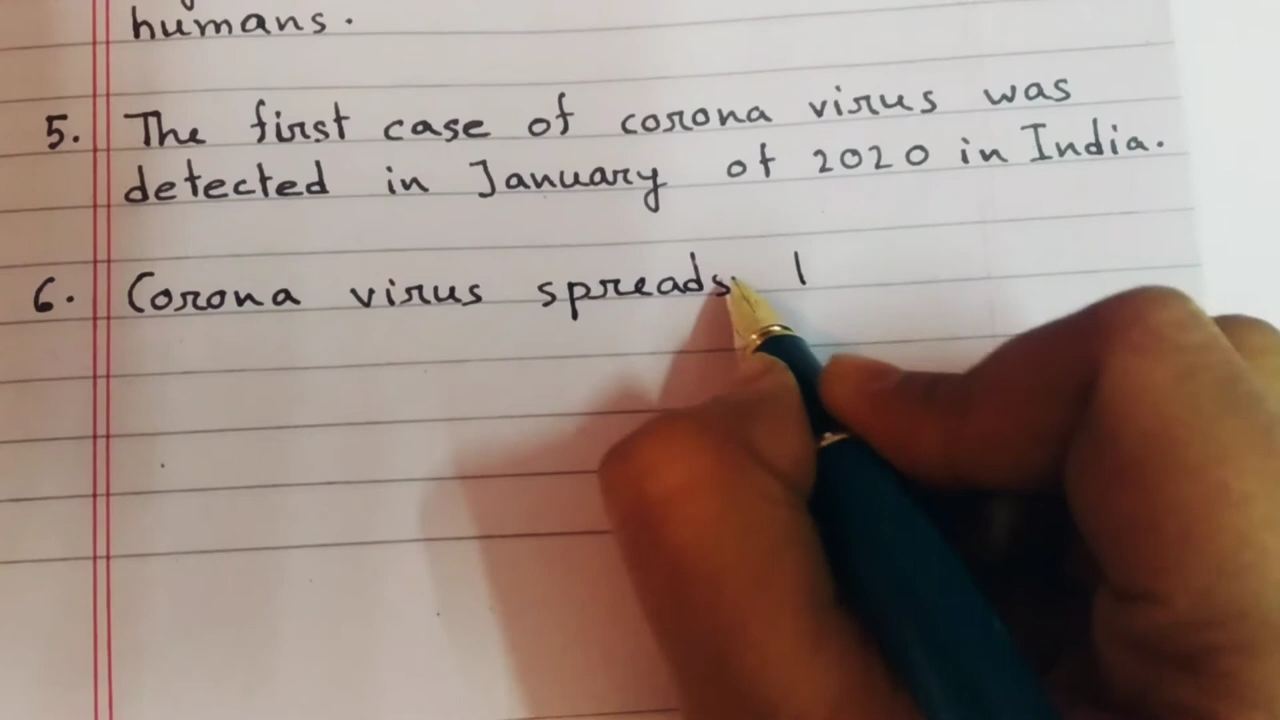 humans.
5. The first case of corona virus was
detected in January of 2020 in India.
6. Corona virus spreads